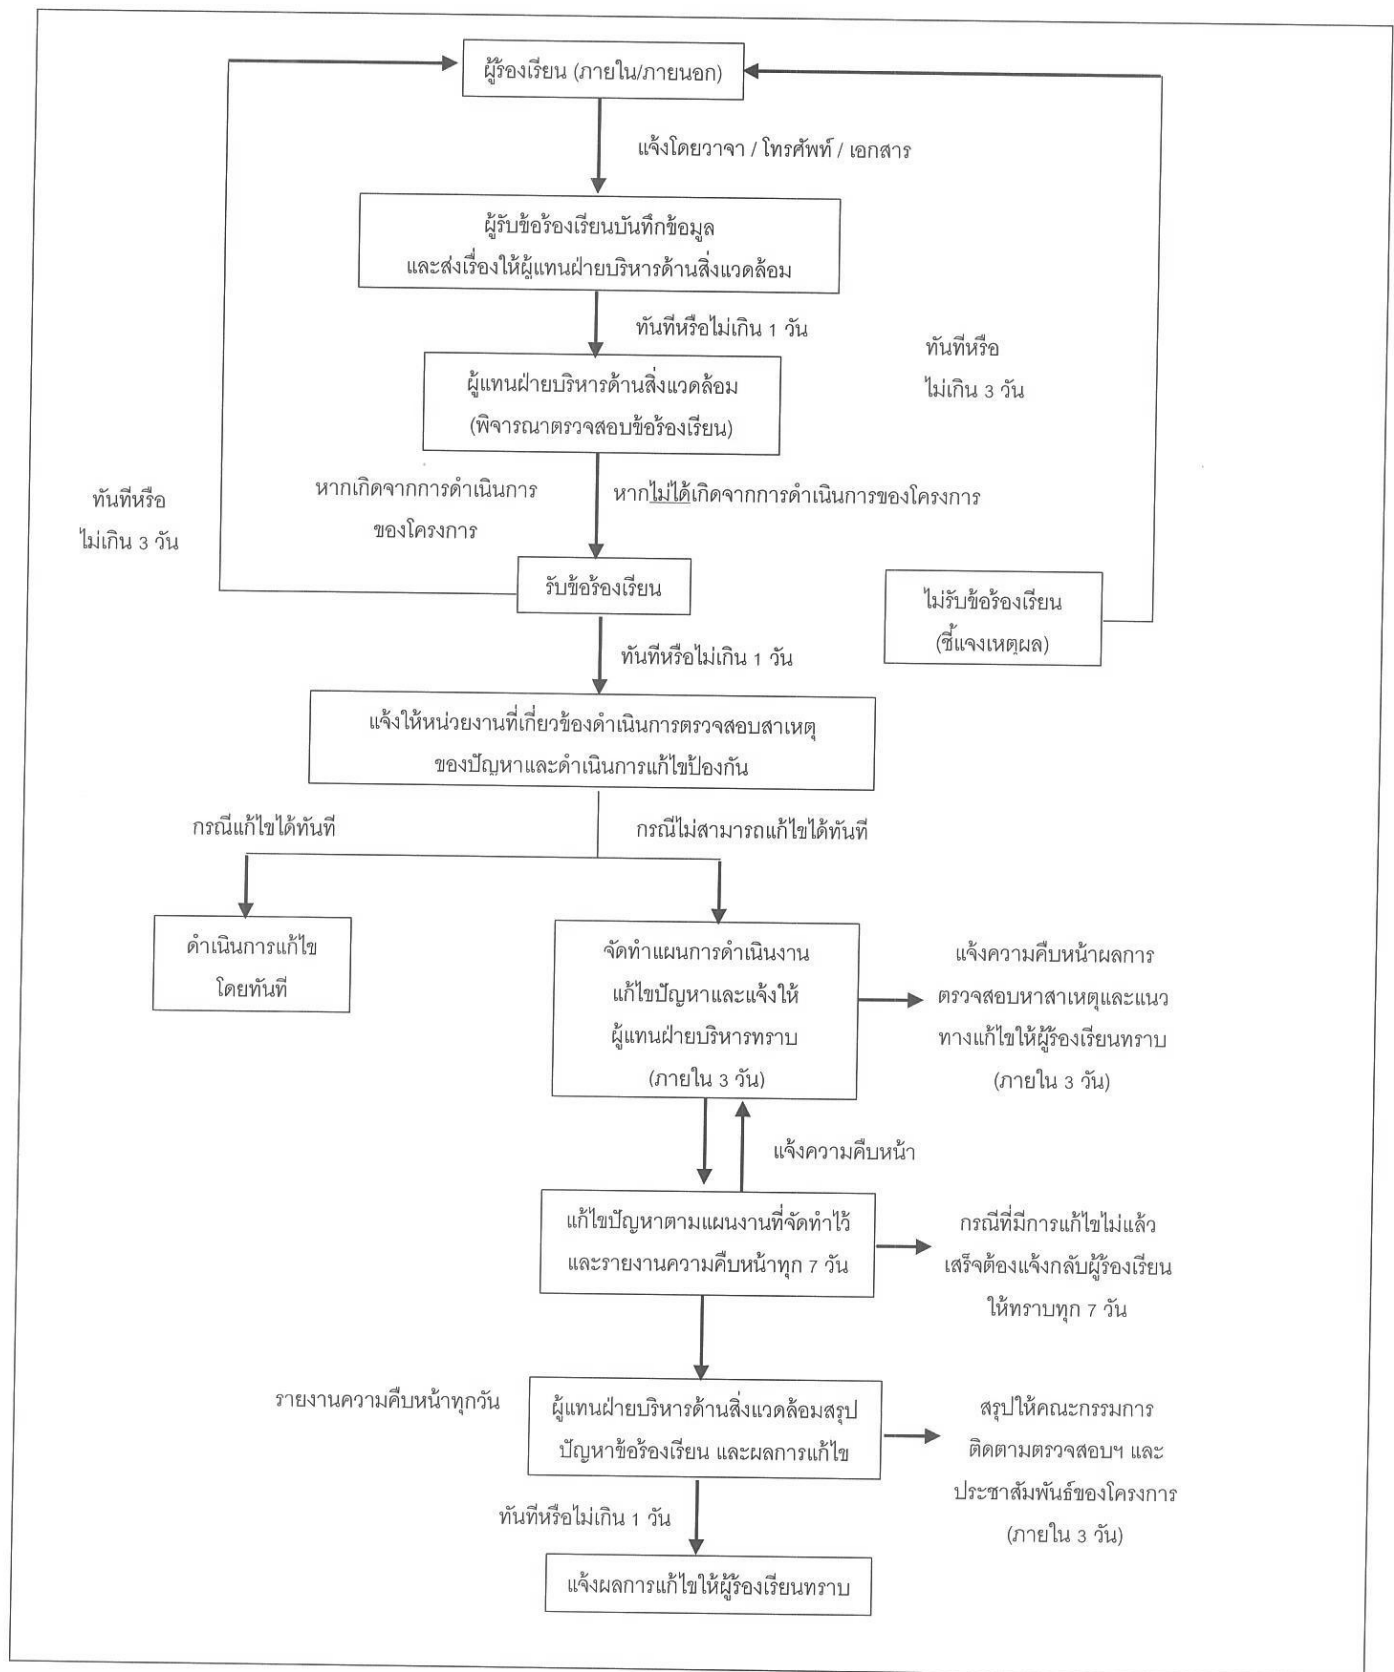 ผู้ร้องเรียน (ภายใน/ภายนอก)
แจ้งโดยวาจา / โทรศัพท์ / เอกสาร
ผู้รับข้อร้องเรียนบันทึกข้อมูล
และส่งเรื่องให้ผู้แทนฝ่ายบริหารด้านสิ่งแวดล้อม
ทันทีหรือไม่เกิน 1 วัน
ทันทีหรือ
ไม่เกิน 3 วัน
ผู้แทนฝ่ายบริหารด้านสิ่งแวดล้อม
(พิจารณาตรวจสอบข้อร้องเรียน)
ทันทีหรือ
ไม่เกิน 3 วัน
หากเกิดจากการดำเนินการ
ของโครงการ
หากไม่ได้เกิดจากการดำเนินการของโครงการ
รับข้อร้องเรียน
ไม่รับข้อร้องเรียน
(ชี้แจงเหตุผล)
ทันทีหรือไม่เกิน 1 วัน
แจ้งให้หน่วยงานที่เกี่ยวข้องดำเนินการตรวจสอบสาเหตุ
ของปัญหาและดำเนินการแก้ไขป้องกัน
กรณีแก้ไขได้ทันที
กรณีไม่สามารถแก้ไขได้ทันที
ดำเนินการแก้ไข
โดยทันที
จัดทำแผนการดำเนินงาน
แก้ไขปัญหาและแจ้งให้
ผู้แทนฝ่ายบริหารทราบ
(ภายใน 3 วัน)
แจ้งความคืบหน้าผลการ
ตรวจสอบหาสาเหตุและแนว
ทางแก้ไขให้ผู้ร้องเรียนทราบ
(ภายใน 3 วัน)
แจ้งความคืบหน้า
แก้ไขปัญหาตามแผนงานที่จัดทำไว้
และรายงานความคืบหน้าทุก 7 วัน
กรณีที่มีการแก้ไขไม่แล้ว
เสร็จต้องแจ้งกลับผู้ร้องเรียน
ให้ทราบทุก 7 วัน
รายงานความคืบหน้าทุกวัน
ผู้แทนฝ่ายบริหารด้านสิ่งแวดล้อมสรุป
ปัญหาข้อร้องเรียน และผลการแก้ไข
สรุปให้คณะกรรมการ
ติดตามตรวจสอบฯ และ
ประชาสัมพันธ์ของโครงการ
(ภายใน 3 วัน)
ทันทีหรือไม่เกิน 1 วัน
แจ้งผลการแก้ไขให้ผู้ร้องเรียนทราบ